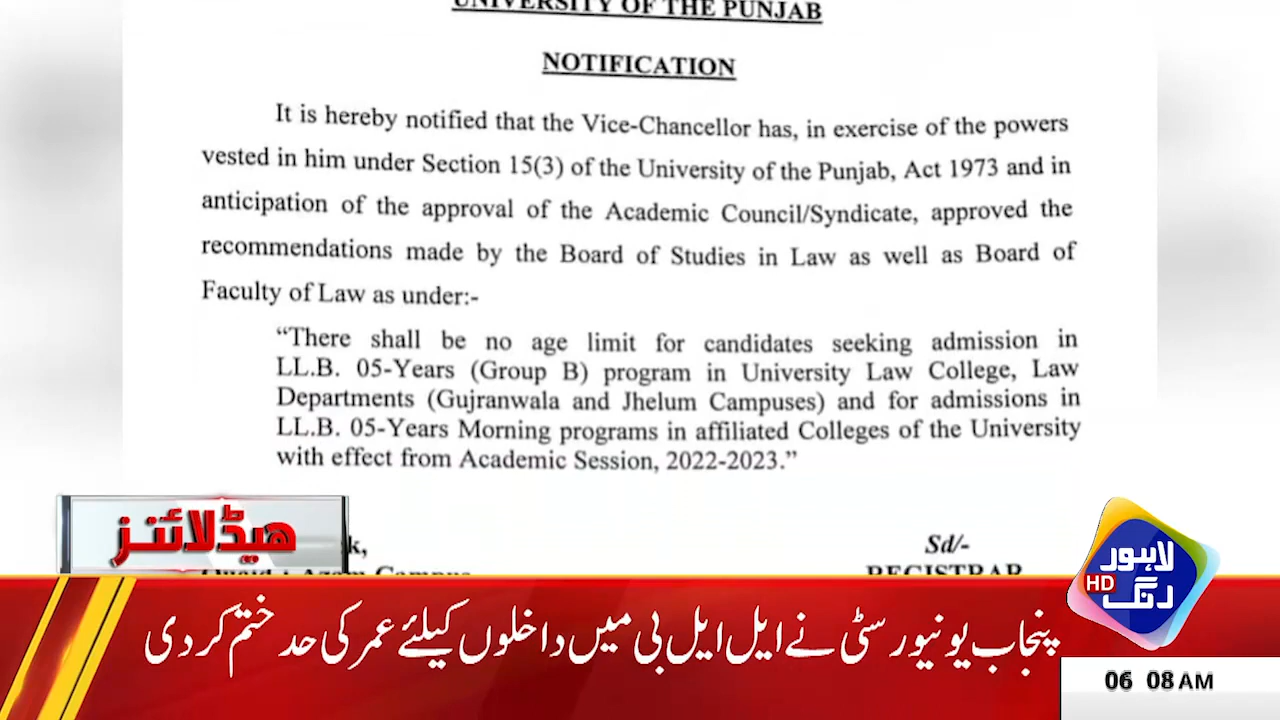 UNIVERSITY OF THE PUNJAB
NOTIFICATION
It is hereby notified that the Vice-Chancellor has, in exercise of the powers
vested in him under Section 15(3) of the University of the Punjab, Act 1973 and in
anticipation of the approval of the Academic Council/Syndicate, approved the
recommendations made by the Board of Studies in Law as well as Board of
Faculty of Law as under:-
“There shall be no age limit for candidates seeking admission in
LL.B. 05-Years (Group B) program in University Law College, Law
Departments (Gujranwala and Jhelum Campuses) and for admissions in
LL.B. 05-Years Morning programs in affiliated Colleges of the University
with effect from Academic Session, 2022-2023.”
Sd/-
REGISTRAR
ہیڈلائنز
لاہور
رنگ
HD
پنجاب یونیورسٹی نے ایل ایل بی میں داخلوں کیلئے عمر کی حد ختم کر دی
06 08 AM